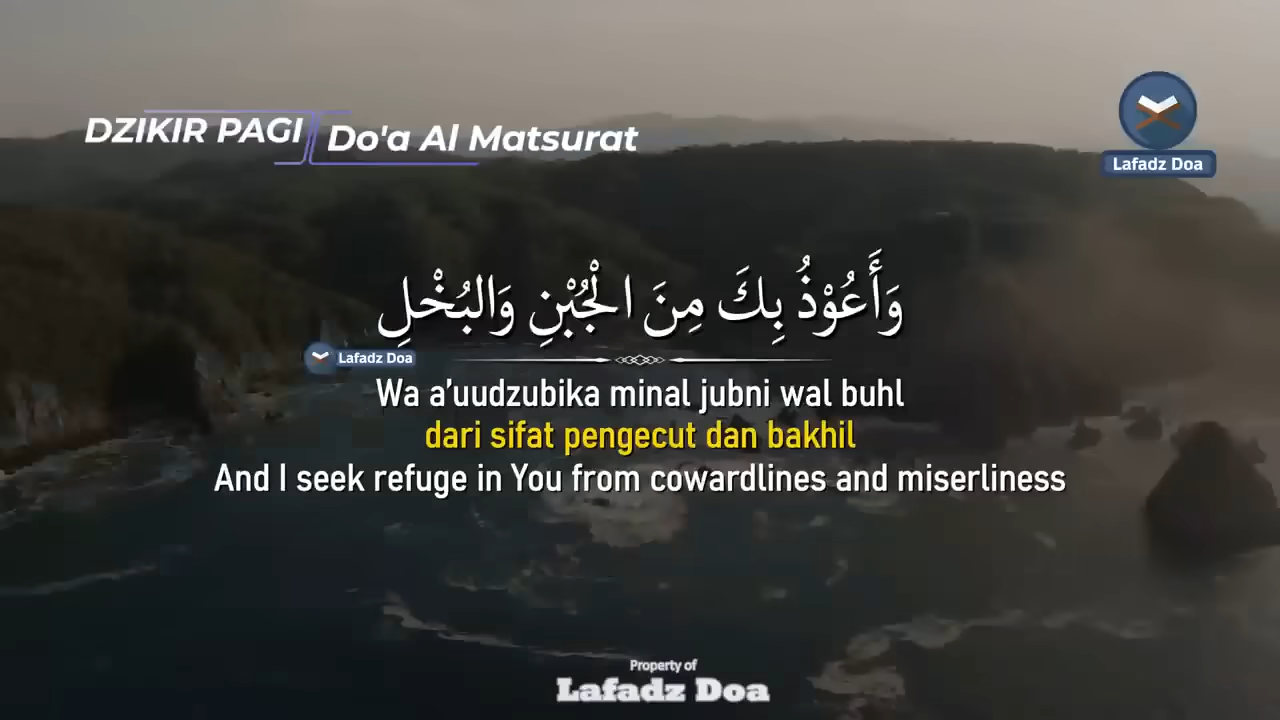 DZIKIR PAGI
Do'a Al Matsurat
Lafadz Doa
وَأَعُوْذُ بِكَ مِنَ الْجُبْنِ وَالبُخْلِ
Lafadz Doa
Wa a’uudzubika minal jubni wal buhl
dari sifat pengecut dan bakhil
And I seek refuge in You from cowardlines and miserliness
Property of
Lafadz Doa